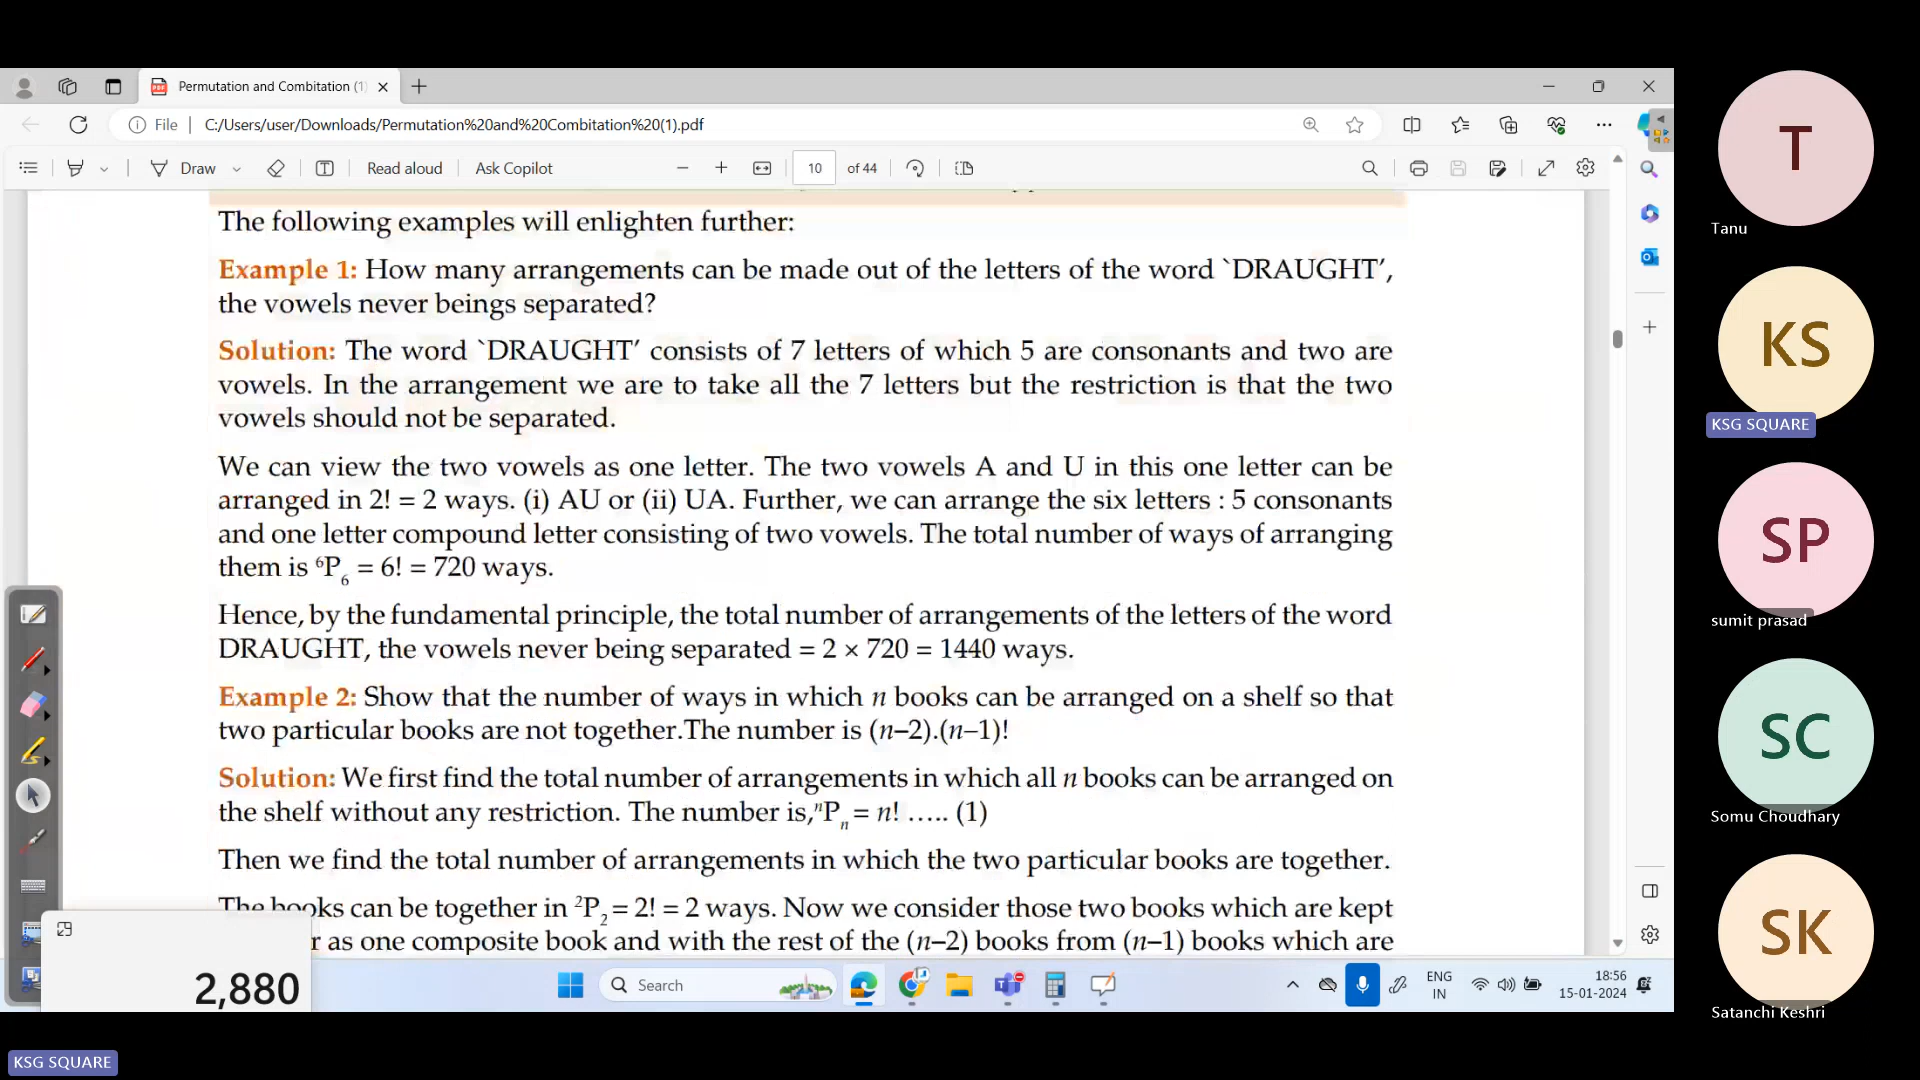 Permutation and Combitation (1)
File
C:/Users/user/Downloads/Permutation%20and%20Combitation%20(1).pdf
Draw
Read aloud
Ask Copilot
10 of 44
The following examples will enlighten further:
Example 1: How many arrangements can be made out of the letters of the word `DRAUGHT’,
the vowels never beings separated?
Solution: The word `DRAUGHT’ consists of 7 letters of which 5 are consonants and two are
vowels. In the arrangement we are to take all the 7 letters but the restriction is that the two
vowels should not be separated.
We can view the two vowels as one letter. The two vowels A and U in this one letter can be
arranged in 2! = 2 ways. (i) AU or (ii) UA. Further, we can arrange the six letters : 5 consonants
and one letter compound letter consisting of two vowels. The total number of ways of arranging
them is ⁶P₆ = 6! = 720 ways.
Hence, by the fundamental principle, the total number of arrangements of the letters of the word
DRAUGHT, the vowels never being separated = 2 × 720 = 1440 ways.
Example 2: Show that the number of ways in which n books can be arranged on a shelf so that
two particular books are not together.The number is (n–2).(n–1)!
Solution: We first find the total number of arrangements in which all n books can be arranged on
the shelf without any restriction. The number is,ⁿPₙ = n! ….. (1)
Then we find the total number of arrangements in which the two particular books are together.
The books can be together in ²P₂ = 2! = 2 ways. Now we consider those two books which are kept
r as one composite book and with the rest of the (n–2) books from (n–1) books which are
2,880
Search
ENG
IN
18:56
15-01-2024
T
Tanu
KS
KSG SQUARE
SP
sumit prasad
SC
Somu Choudhary
SK
Satanchi Keshri
KSG SQUARE